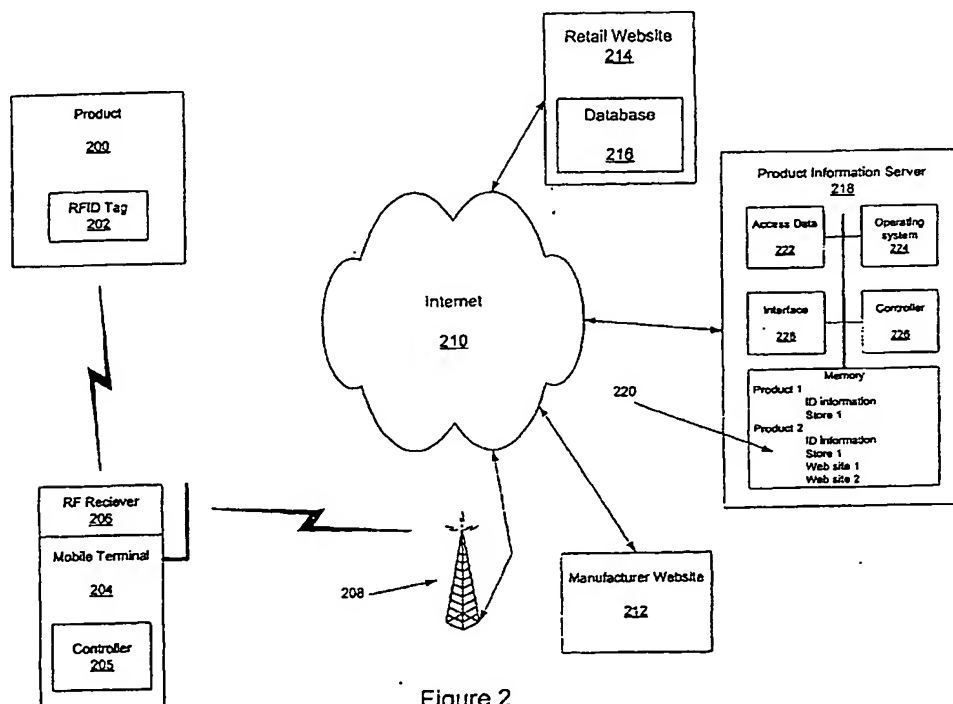 Product
200
RFID Tag
202
RF Reciever
206
Mobile Terminal
204
Controller
205
208
Internet
210
Retail Website
214
Database
216
Product Information Server
218
Access Data
222
Operating
system
224
Interface
228
Controller
226
Memory
Product 1
ID information
Store 1
Product 2
ID information
Store 1
Web site 1
Web site 2
220
Manufacturer Website
212
Figure 2